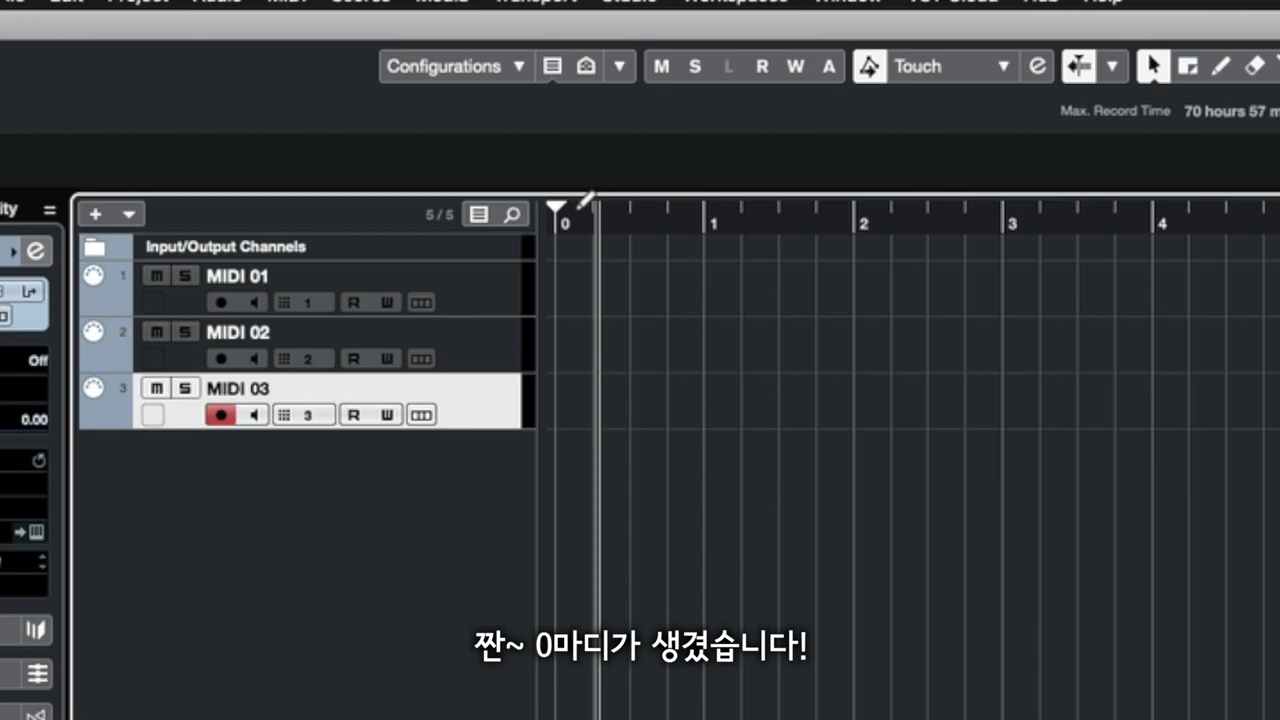 Configurations
M S L R W A
Touch
Max. Record Time 70 hours 57 m
ity
5 / 5
0 1 2 3 4
Input/Output Channels
1 m S MIDI 01
1 R W
2 m S MIDI 02
2 R W
Off
3 m S MIDI 03
3 R W
0.00
짠~ 0마디가 생겼습니다!